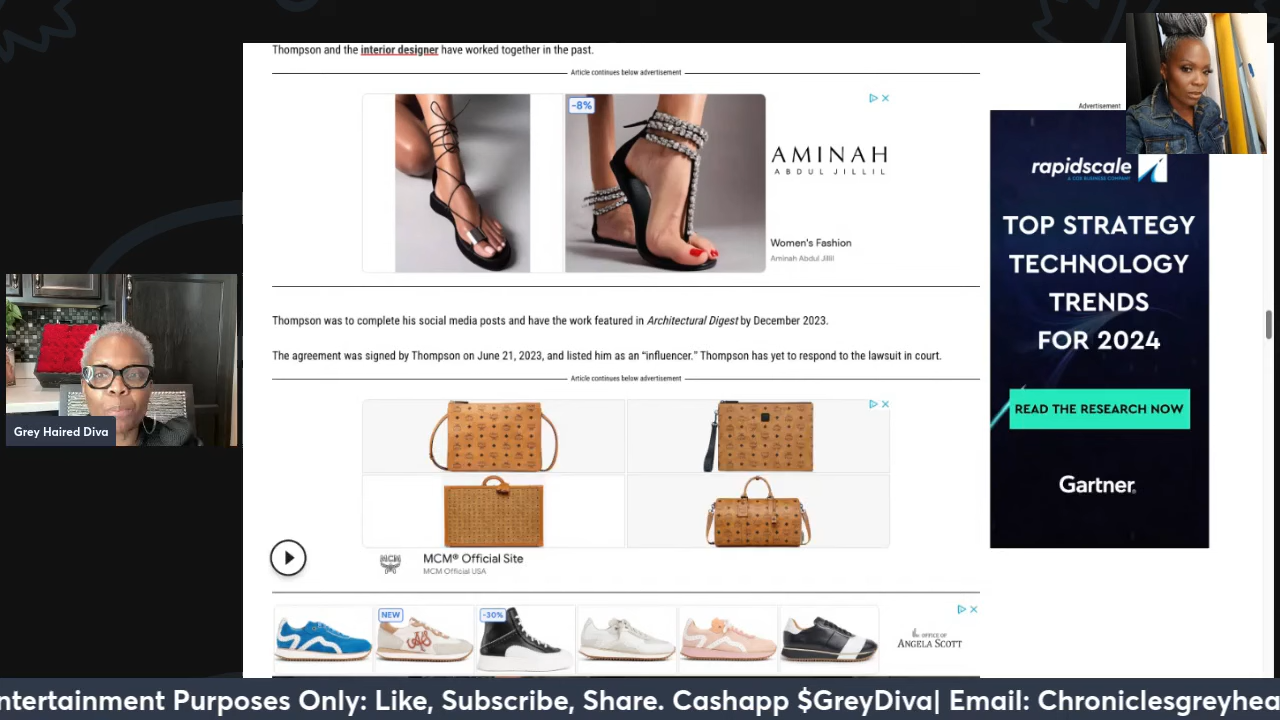 Thompson and the interior designer have worked together in the past.
Article continues below advertisement
-8%
AMINAH
ABDUL JILLIL
Women's Fashion
Aminah Abdul Jillil
Advertisement
rapidscale
A COX BUSINESS COMPANY
TOP STRATEGY
TECHNOLOGY
TRENDS
FOR 2024
READ THE RESEARCH NOW
Gartner
Thompson was to complete his social media posts and have the work featured in Architectural Digest by December 2023.
The agreement was signed by Thompson on June 21, 2023, and listed him as an “influencer.” Thompson has yet to respond to the lawsuit in court.
Article continues below advertisement
Grey Haired Diva
MCM
MCM® Official Site
MCM Official USA
NEW
-30%
OFFICE OF
ANGELA SCOTT
ntertainment Purposes Only: Like, Subscribe, Share. Cashapp $GreyDiva| Email: Chroniclesgreyhea